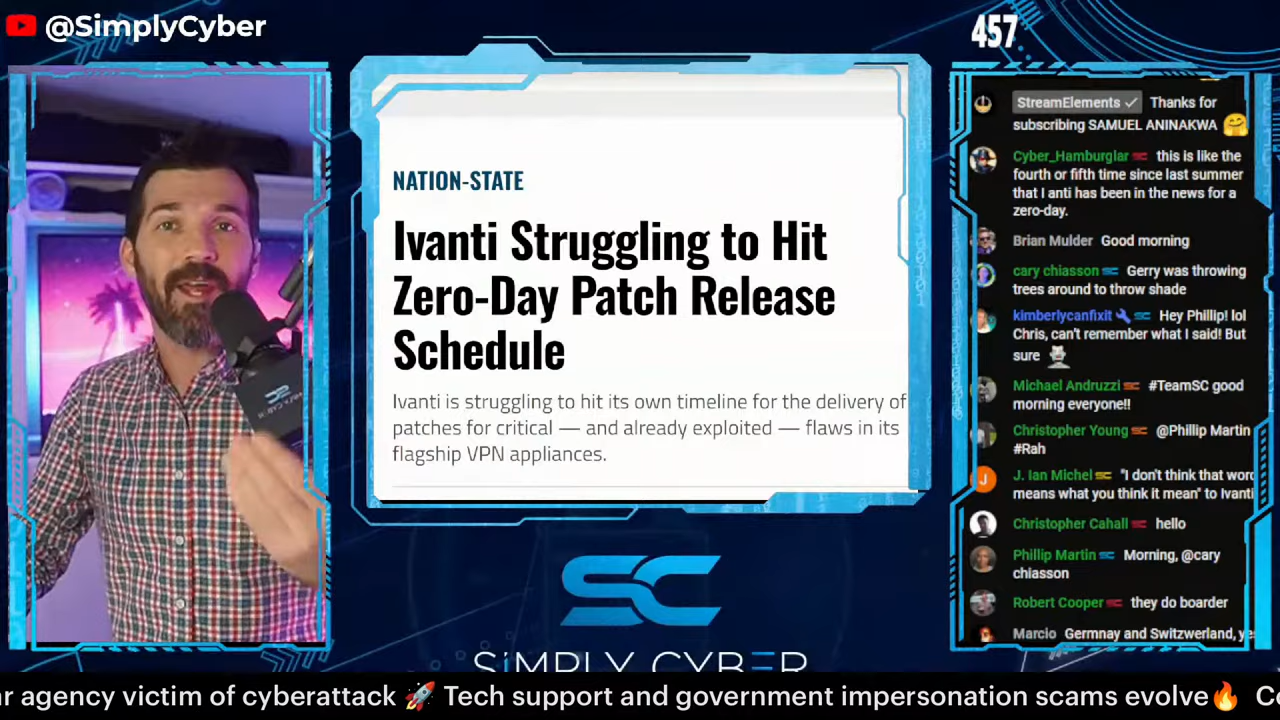 @SimplyCyber
457
NATION-STATE
Ivanti Struggling to Hit
Zero-Day Patch Release
Schedule
Ivanti is struggling to hit its own timeline for the delivery of
patches for critical — and already exploited — flaws in its
flagship VPN appliances.
StreamElements ✓ Thanks for
subscribing SAMUEL ANINAKWA 🤗
Cyber_Hamburglar this is like the
fourth or fifth time since last summer
that I anti has been in the news for a
zero-day.
Brian Mulder Good morning
cary chiasson Gerry was throwing
trees around to throw shade
kimberlycanfixit Hey Phillip! lol
Chris, can't remember what I said! But
sure
Michael Andruzzi #TeamSC good
morning everyone!!
Christopher Young @Phillip Martin
#Rah
J. Ian Michel "I don't think that word
means what you think it mean" to Ivanti
Christopher Cahall hello
Phillip Martin Morning, @cary
chiasson
Robert Cooper they do boarder
Marcio Germnay and Switzwerland, yes
SC
SIMPLY CYBER
agency victim of cyberattack 🚀 Tech support and government impersonation scams evolve🔥